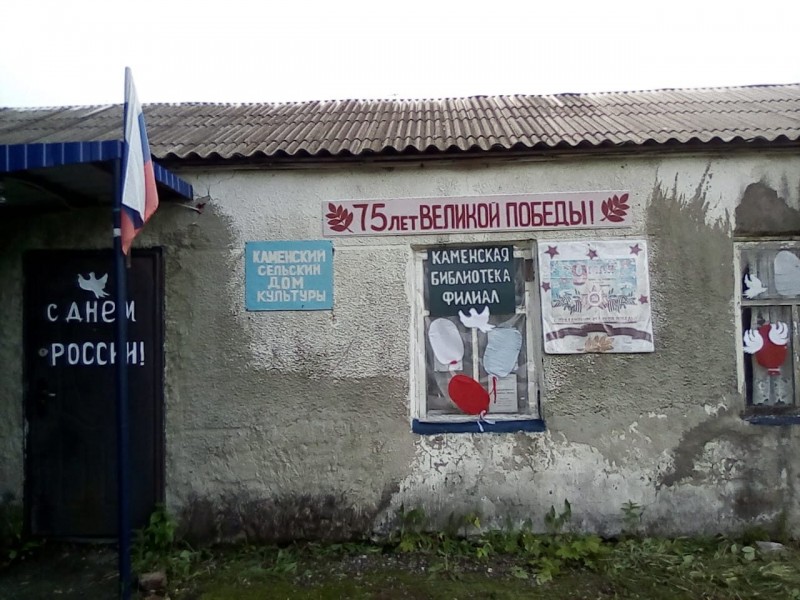 75 лет ВЕЛИКОЙ ПОБЕДЫ!
КАМЕНСКИЙ
СЕЛЬСКИЙ
ДОМ
КУЛЬТУРЫ
КАМЕНСКАЯ
БИБЛИОТЕКА
ФИЛИАЛ
С ДНЕМ
РОССИИ!